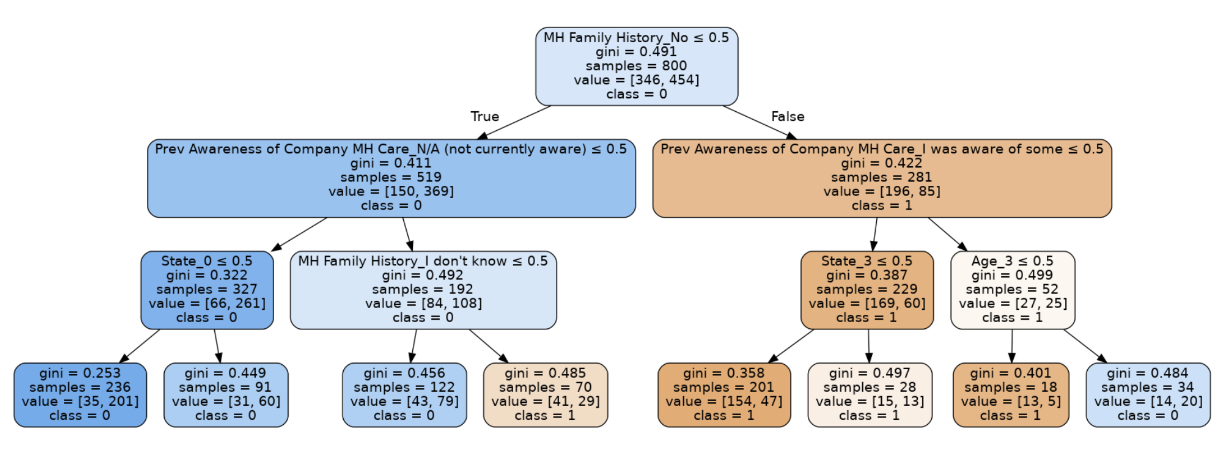 MH Family History_No ≤ 0.5
gini = 0.491
samples = 800
value = [346, 454]
class = 0
True
False
Prev Awareness of Company MH Care_N/A (not currently aware) ≤ 0.5
gini = 0.411
samples = 519
value = [150, 369]
class = 0
Prev Awareness of Company MH Care_I was aware of some ≤ 0.5
gini = 0.422
samples = 281
value = [196, 85]
class = 1
State_0 ≤ 0.5
gini = 0.322
samples = 327
value = [66, 261]
class = 0
MH Family History_I don't know ≤ 0.5
gini = 0.492
samples = 192
value = [84, 108]
class = 0
State_3 ≤ 0.5
gini = 0.387
samples = 229
value = [169, 60]
class = 1
Age_3 ≤ 0.5
gini = 0.499
samples = 52
value = [27, 25]
class = 1
gini = 0.253
samples = 236
value = [35, 201]
class = 0
gini = 0.449
samples = 91
value = [31, 60]
class = 0
gini = 0.456
samples = 122
value = [43, 79]
class = 0
gini = 0.485
samples = 70
value = [41, 29]
class = 1
gini = 0.358
samples = 201
value = [154, 47]
class = 1
gini = 0.497
samples = 28
value = [15, 13]
class = 1
gini = 0.401
samples = 18
value = [13, 5]
class = 1
gini = 0.484
samples = 34
value = [14, 20]
class = 0